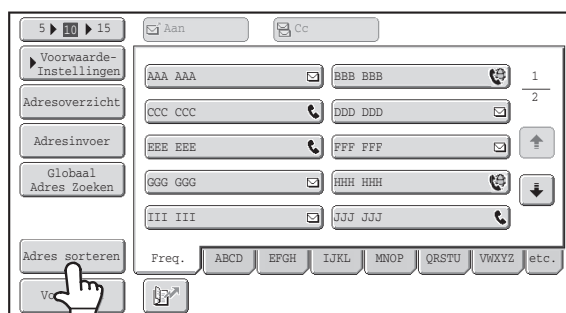 5 10 15
Aan
Cc
Voorwaarde-
Instellingen
Adresoverzicht
Adresinvoer
Globaal
Adres Zoeken
Adres sorteren
AAA AAA
BBB BBB
CCC CCC
DDD DDD
EEE EEE
FFF FFF
GGG GGG
HHH HHH
III III
JJJ JJJ
1
2
Freq. ABCD EFGH IJKL MNOP QRSTU VWXYZ etc.